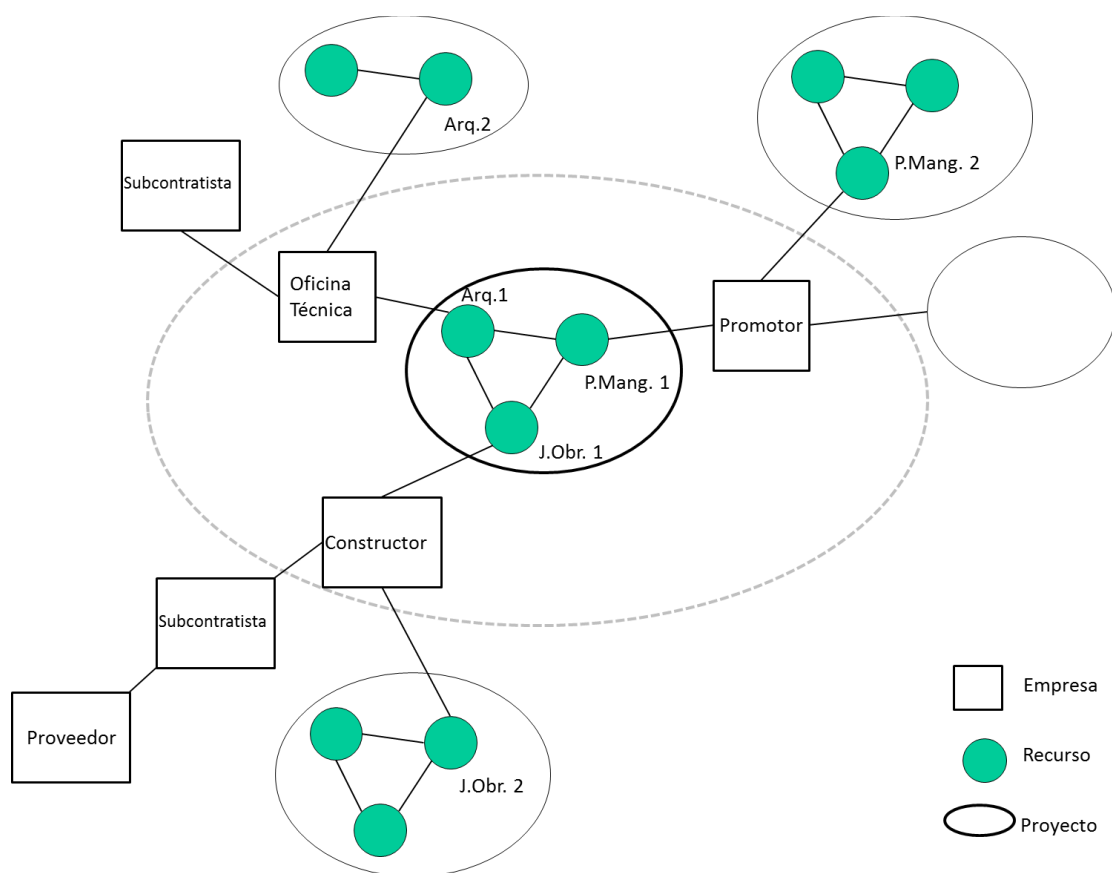 Arq.2
P.Mang. 2
Subcontratista
Oficina
Técnica
Arq.1
Promotor
P.Mang. 1
J.Obr. 1
Constructor
Subcontratista
Proveedor
J.Obr. 2
Empresa
Recurso
Proyecto